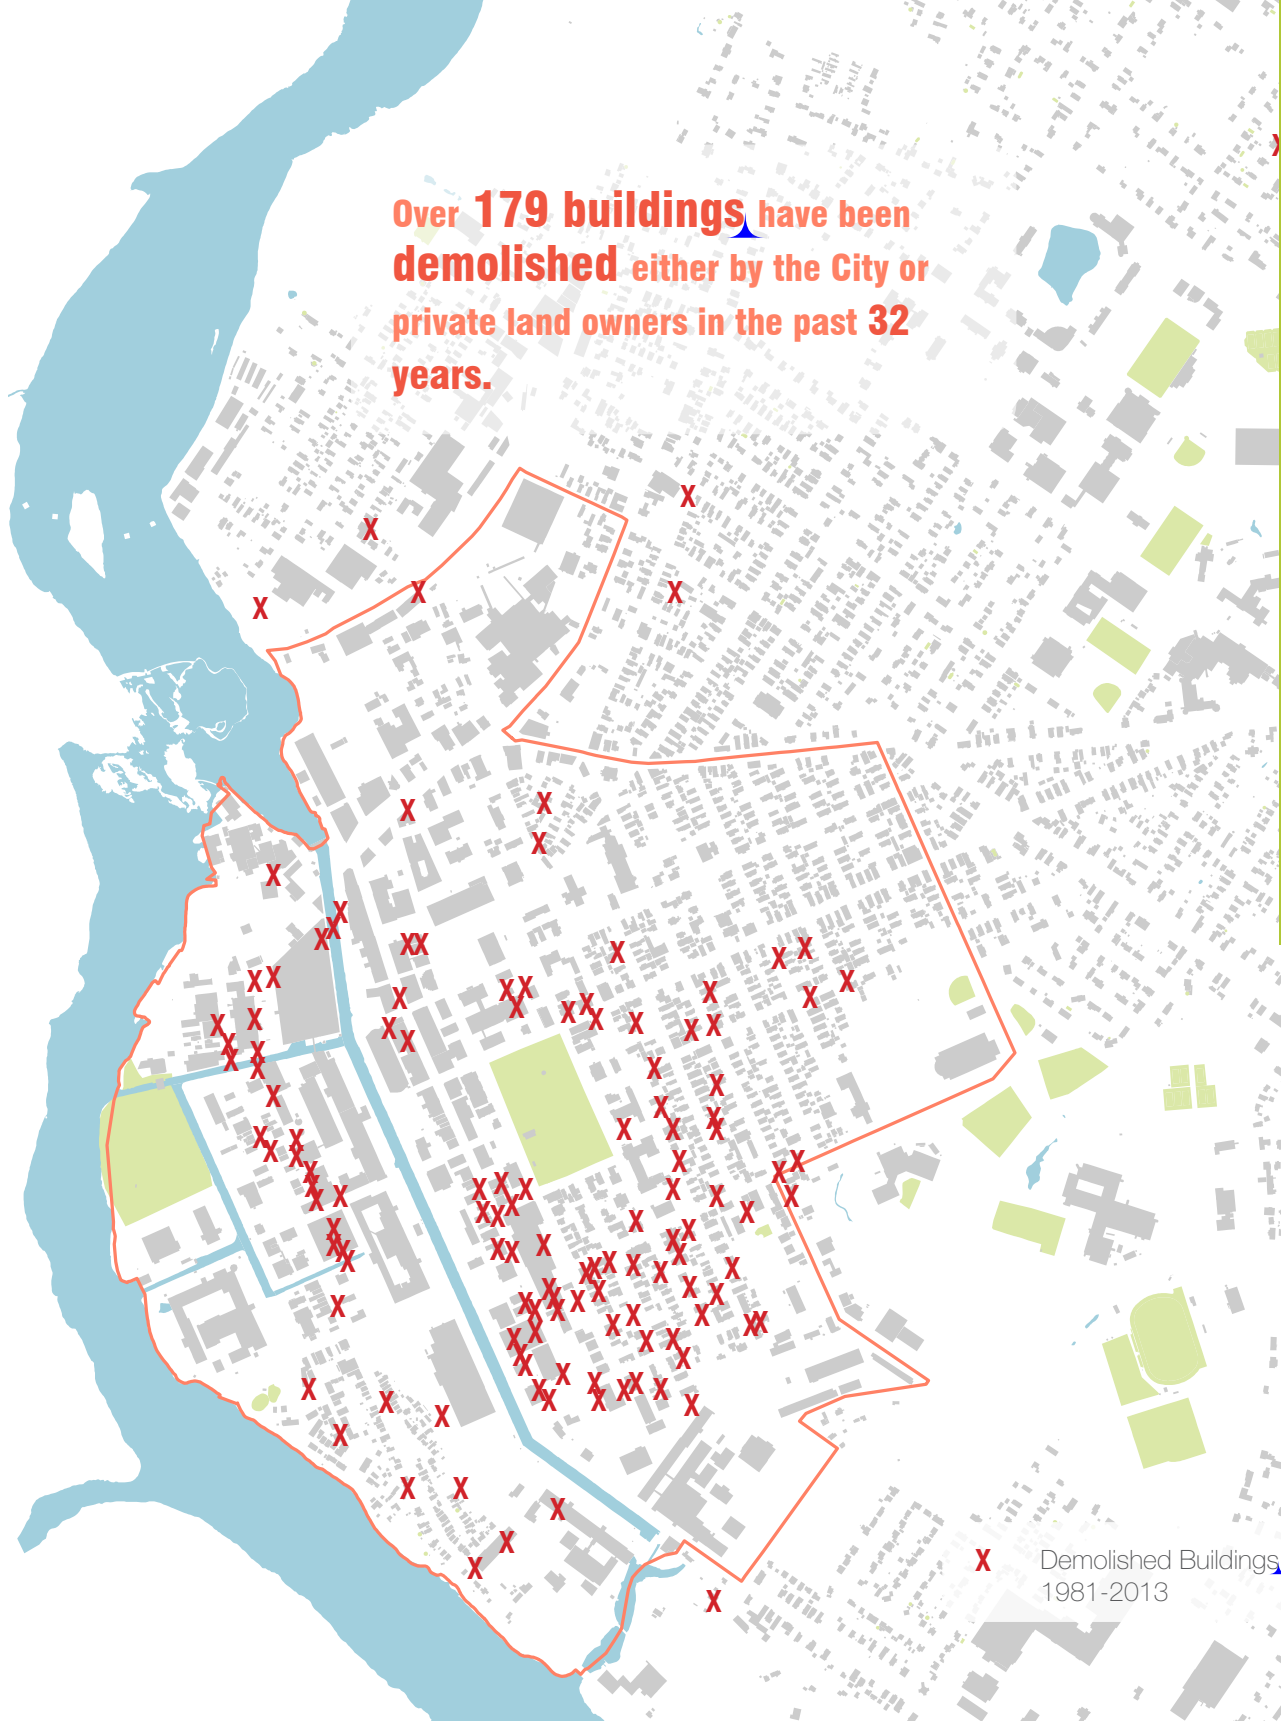 Over 179 buildings have been
demolished either by the City or
private land owners in the past 32
years.
X Demolished Buildings
1981-2013